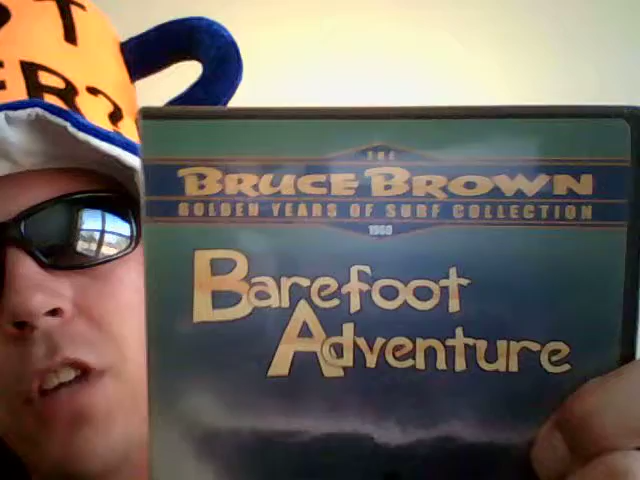 THE
BRUCE BROWN
GOLDEN YEARS OF SURF COLLECTION
1960
Barefoot
Adventure